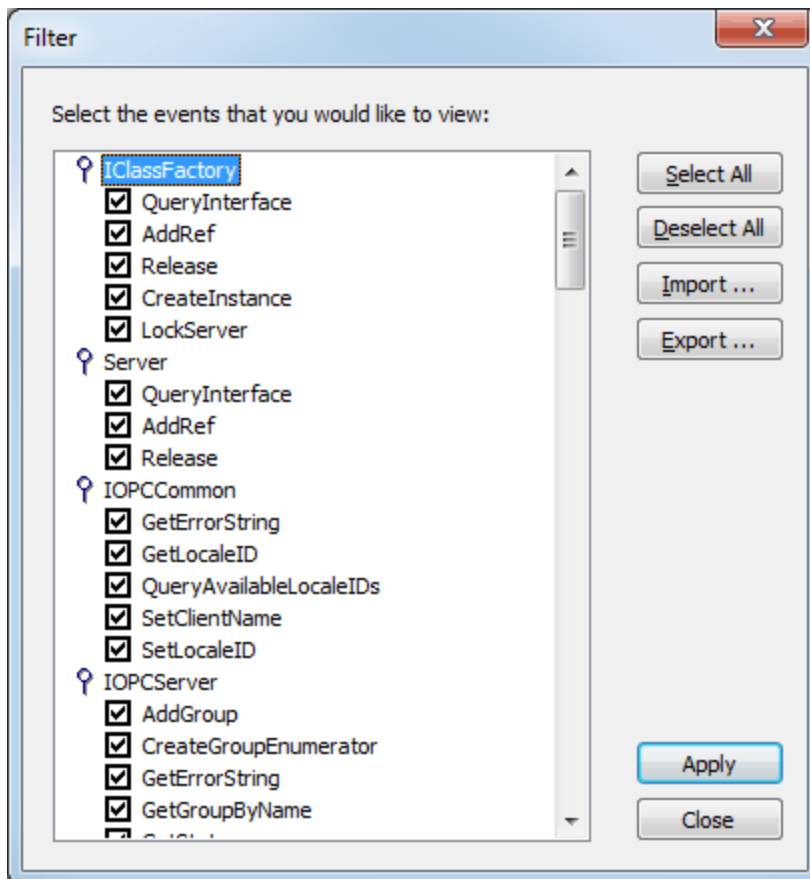 Filter
Select the events that you would like to view:
IClassFactory
QueryInterface
AddRef
Release
CreateInstance
LockServer
Server
QueryInterface
AddRef
Release
IOPCCommon
GetErrorString
GetLocaleID
QueryAvailableLocaleIDs
SetClientName
SetLocaleID
IOPCServer
AddGroup
CreateGroupEnumerator
GetErrorString
GetGroupByName
Select All
Deselect All
Import ...
Export ...
Apply
Close